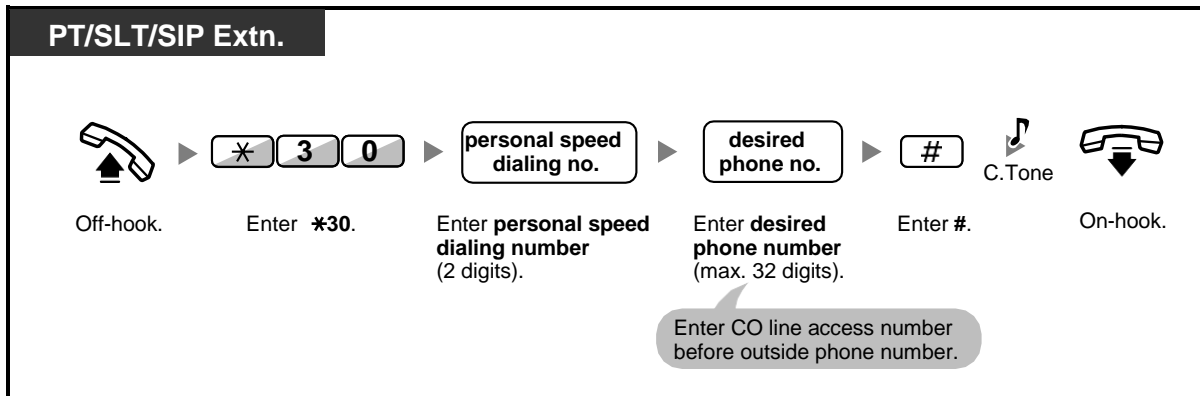 PT/SLT/SIP Extn.
* 3 0
personal speed
dialing no.
desired
phone no.
#
C.Tone
Off-hook.
Enter *30.
Enter personal speed
dialing number
(2 digits).
Enter desired
phone number
(max. 32 digits).
Enter #.
On-hook.
Enter CO line access number
before outside phone number.